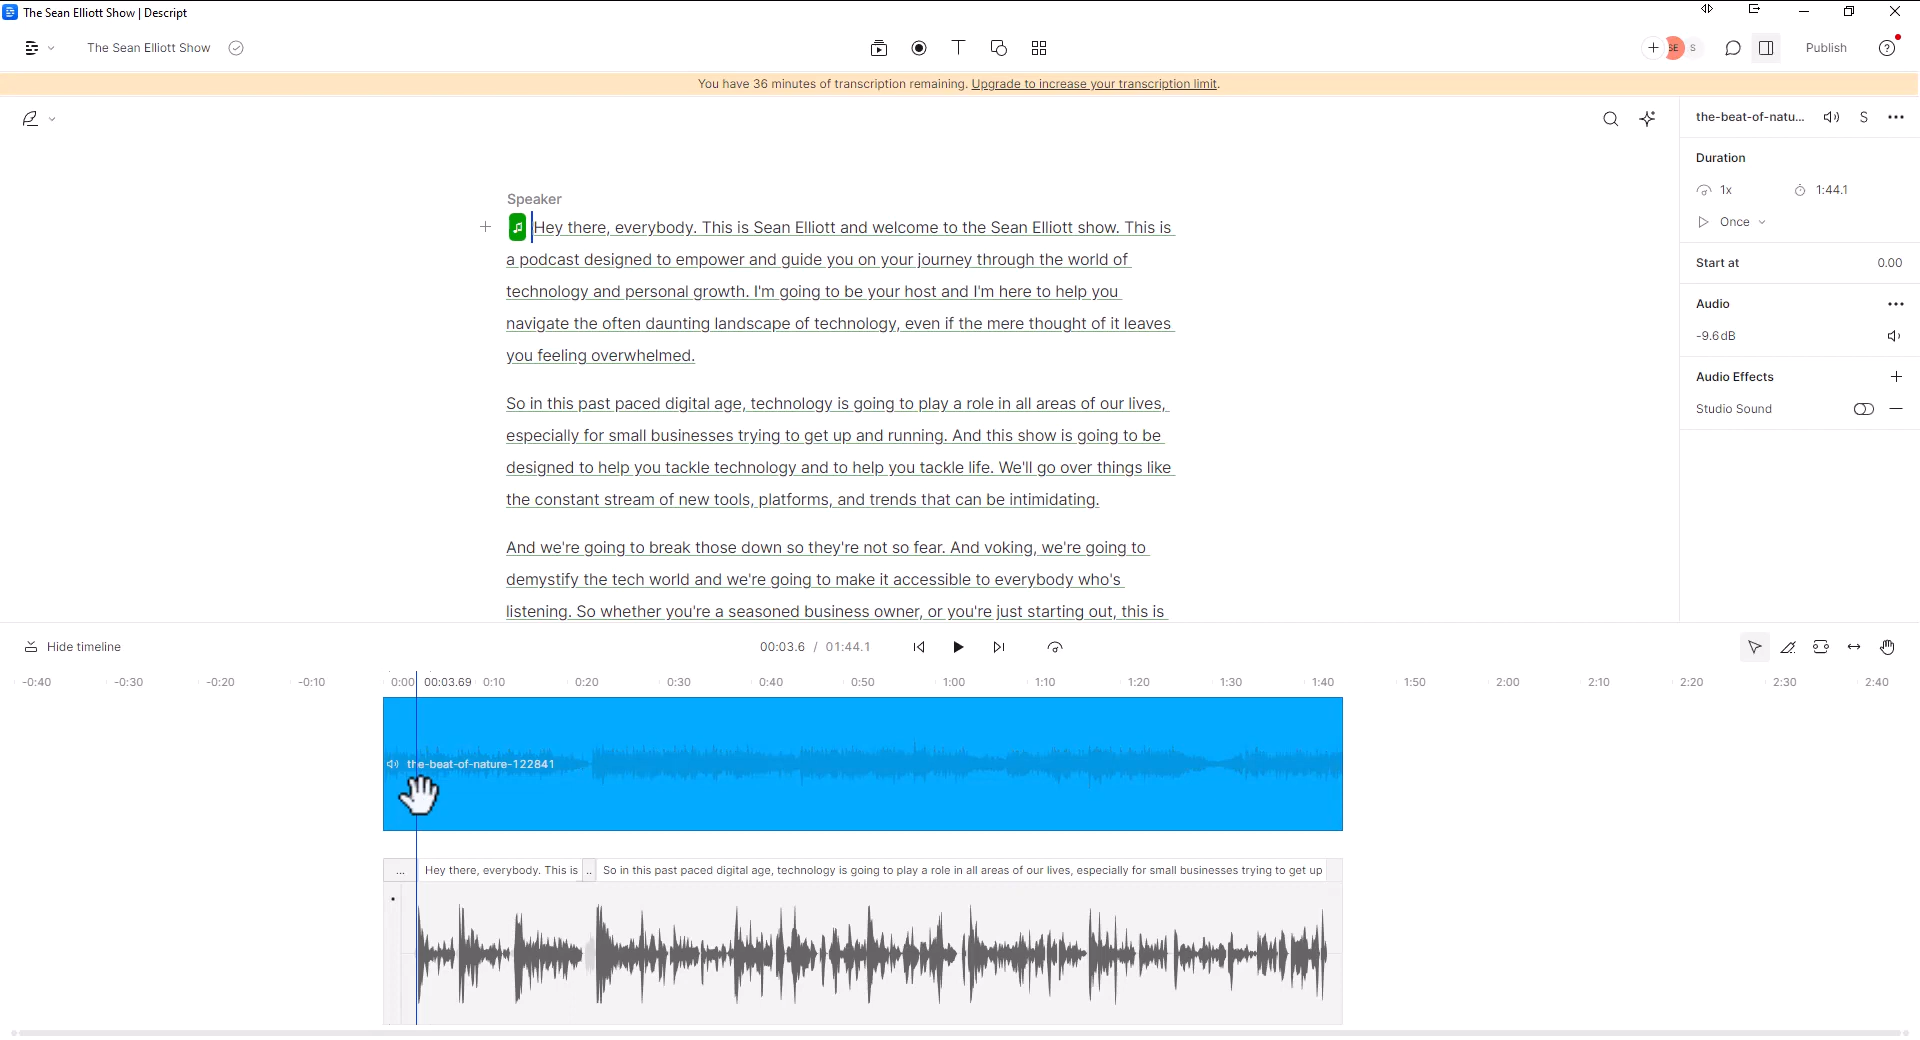 The Sean Elliott Show | Descript
The Sean Elliott Show
SE
S
Publish
You have 36 minutes of transcription remaining. Upgrade to increase your transcription limit.
the-beat-of-natu...
S
Duration
1x
1:44.1
Once
Start at
0.00
Audio
-9.6dB
Audio Effects
Studio Sound
Speaker
Hey there, everybody. This is Sean Elliott and welcome to the Sean Elliott show. This is
a podcast designed to empower and guide you on your journey through the world of
technology and personal growth. I'm going to be your host and I'm here to help you
navigate the often daunting landscape of technology, even if the mere thought of it leaves
you feeling overwhelmed.
So in this past paced digital age, technology is going to play a role in all areas of our lives,
especially for small businesses trying to get up and running. And this show is going to be
designed to help you tackle technology and to help you tackle life. We'll go over things like
the constant stream of new tools, platforms, and trends that can be intimidating.
And we're going to break those down so they're not so fear. And voking, we're going to
demystify the tech world and we're going to make it accessible to everybody who's
listening. So whether you're a seasoned business owner, or you're just starting out, this is
Hide timeline
00:03.6 / 01:44.1
-0:40 -0:30 -0:20 -0:10 0:00 00:03.69 0:10 0:20 0:30 0:40 0:50 1:00 1:10 1:20 1:30 1:40 1:50 2:00 2:10 2:20 2:30 2:40
the-beat-of-nature-122841
... Hey there, everybody. This is .. So in this past paced digital age, technology is going to play a role in all areas of our lives, especially for small businesses trying to get up